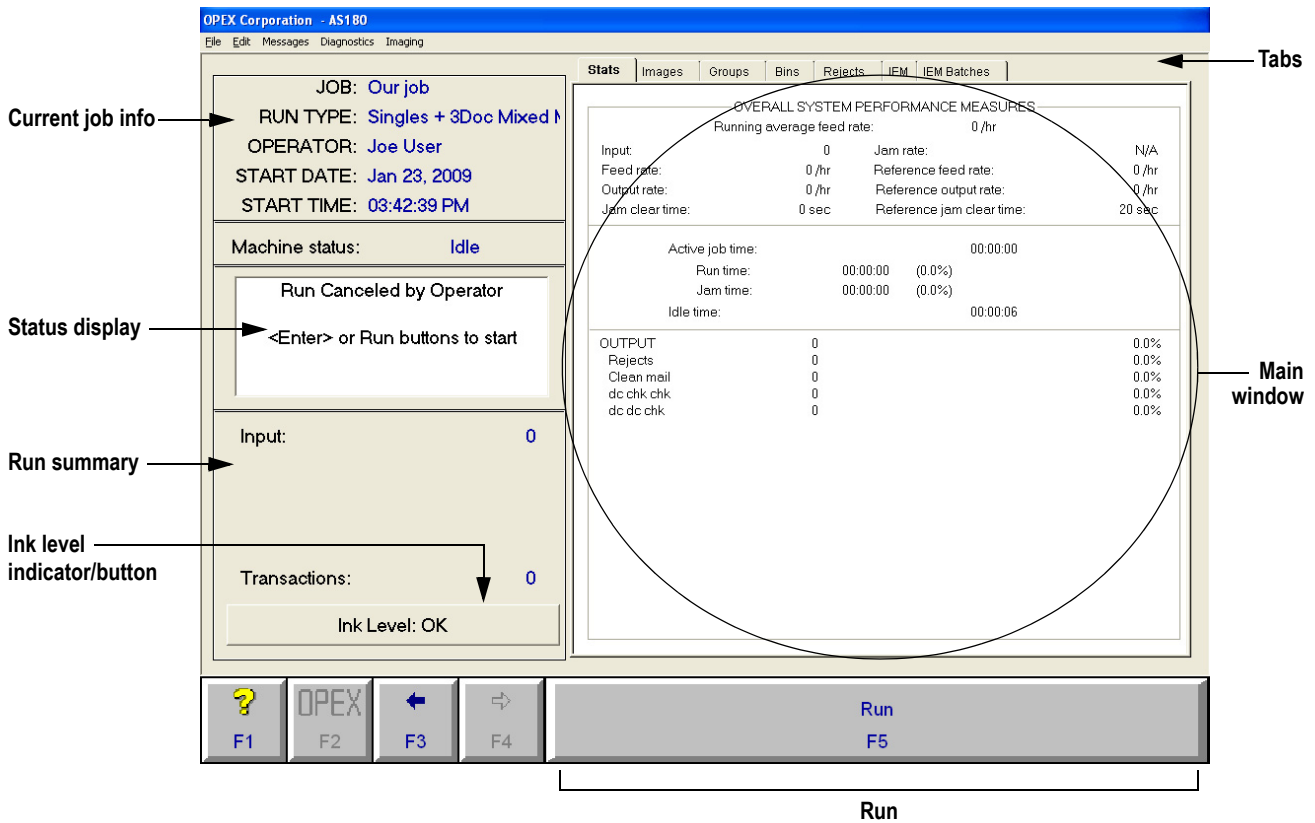 OPEX Corporation - AS180
File Edit Messages Diagnostics Imaging
Tabs
Stats Images Groups Bins Rejects IEM IEM Batches
Current job info
JOB: Our job
RUN TYPE: Singles + 3Doc Mixed
OPERATOR: Joe User
START DATE: Jan 23, 2009
START TIME: 03:42:39 PM
Machine status: Idle
Status display
Run Canceled by Operator
<Enter> or Run buttons to start
Run summary
Input: 0
Transactions: 0
Ink level
indicator/button
Ink Level: OK
OVERALL SYSTEM PERFORMANCE MEASURES
Running average feed rate: 0 /hr
Input: 0 Jam rate: N/A
Feed rate: 0 /hr Reference feed rate: 0 /hr
Output rate: 0 /hr Reference output rate: 0 /hr
Jam clear time: 0 sec Reference jam clear time: 20 sec
Active job time: 00:00:00
Run time: 00:00:00 (0.0%)
Jam time: 00:00:00 (0.0%)
Idle time: 00:00:06
OUTPUT 0 0.0%
Rejects 0 0.0%
Clean mail 0 0.0%
dc chk chk 0 0.0%
dc dc chk 0 0.0%
Main
window
? OPEX
F1 F2 F3 F4
Run
F5
Run